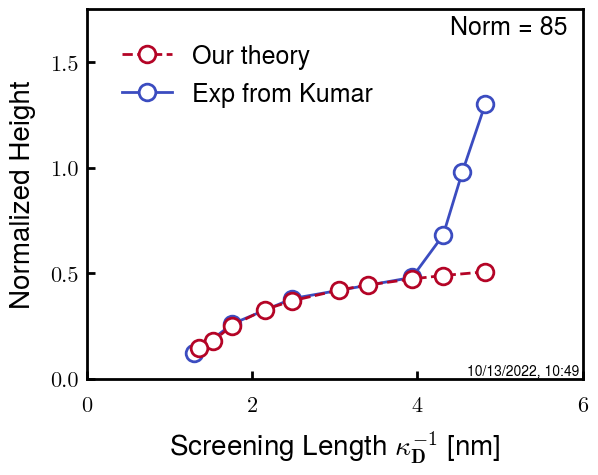 Norm = 85
Our theory
Exp from Kumar
Normalized Height
1.5
1.0
0.5
0.0
10/13/2022, 10:49
0 2 4 6
Screening Length κ_D^{-1} [nm]